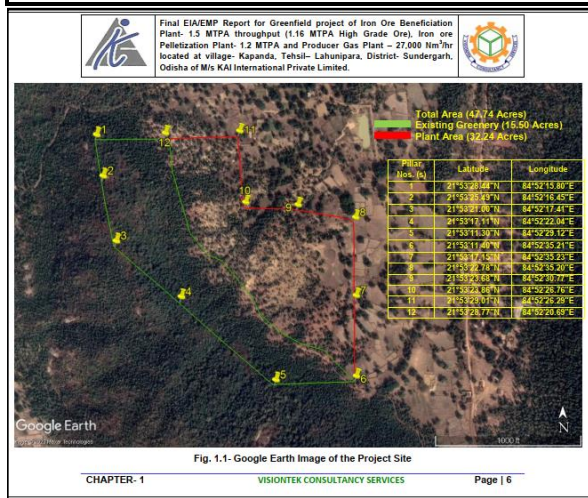 Final EIA/EMP Report for Greenfield project of Iron Ore Beneficiation
Plant- 1.5 MTPA throughput (1.16 MTPA High Grade Ore), Iron ore
Pelletization Plant- 1.2 MTPA and Producer Gas Plant – 27,000 Nm³/hr
located at village- Kapanda, Tehsil– Lahunipara, District- Sundergarh,
Odisha of M/s KAI International Private Limited.
Total Area (47.74 Acres)
Existing Greenery (15.50 Acres)
Plant Area (32.24 Acres)
Pillar Nos. (s) Latitude Longitude
1 21°53'28.44"N 84°52'15.80"E
2 21°53'25.49"N 84°52'16.45"E
3 21°53'21.00"N 84°52'17.41"E
4 21°53'17.11"N 84°52'22.04"E
5 21°53'11.30"N 84°52'29.12"E
6 21°53'11.40"N 84°52'35.21"E
7 21°53'17.15"N 84°52'35.23"E
8 21°53'22.78"N 84°52'35.20"E
9 21°53'23.68"N 84°52'30.77"E
10 21°53'23.86"N 84°52'26.76"E
11 21°53'29.01"N 84°52'26.29"E
12 21°53'28.77"N 84°52'20.69"E
1
12
11
2
10
9
8
3
4
7
5
6
Google Earth
1000 ft
N
Fig. 1.1- Google Earth Image of the Project Site
CHAPTER- 1 VISIONTEK CONSULTANCY SERVICES Page | 6